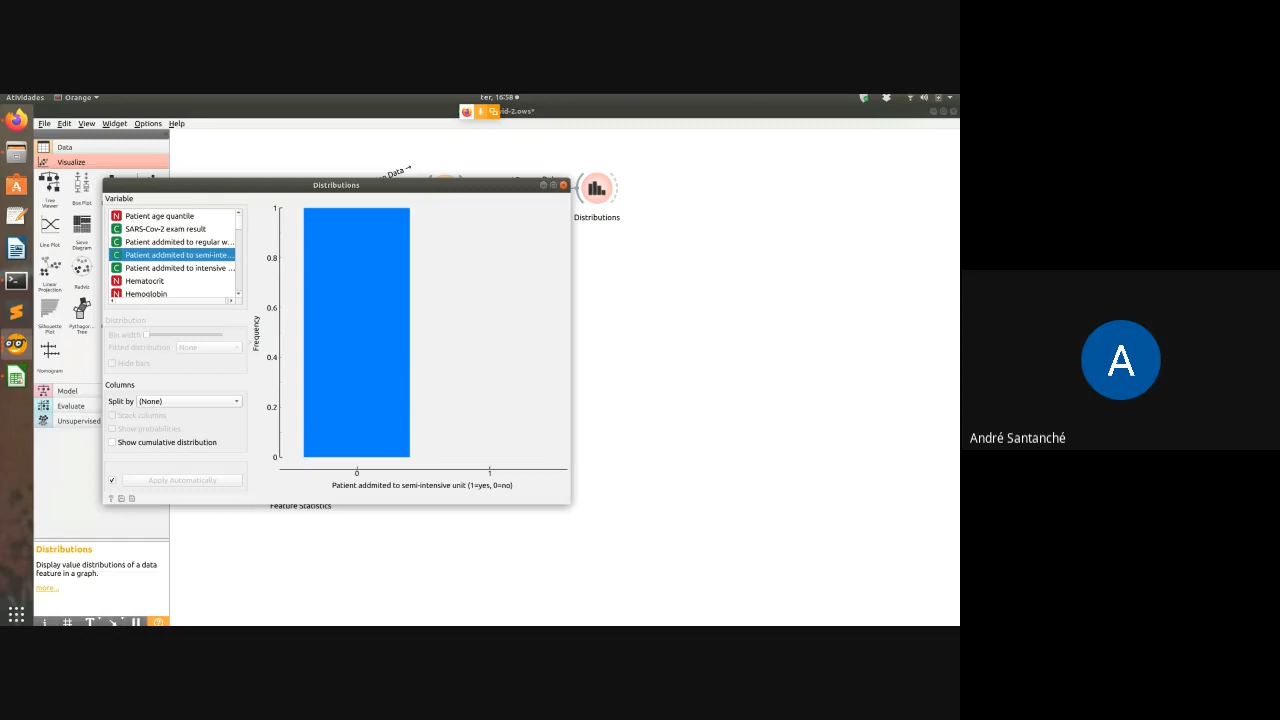 Atividades
Orange
ter, 16:58
vid-2.ows*
File Edit View Widget Options Help
Data
Visualize
Tree Viewer
Box Plot
Line Plot
Sieve Diagram
Linear Projection
Radviz
Silhouette Plot
Pythagor... Tree
Nomogram
Model
Evaluate
Unsupervised
Distributions
Display value distributions of a data
feature in a graph.
more...
Data →
Distributions
Feature Statistics
Distributions
Variable
N Patient age quantile
C SARS-Cov-2 exam result
C Patient addmited to regular w...
C Patient addmited to semi-inte...
C Patient addmited to intensive ...
N Hematocrit
N Hemoglobin
Distribution
Bin width
Fitted distribution None
Hide bars
Columns
Split by (None)
Stack columns
Show probabilities
Show cumulative distribution
Apply Automatically
Frequency
1
0.8
0.6
0.4
0.2
0
0 1
Patient addmited to semi-intensive unit (1=yes, 0=no)
A
André Santanché